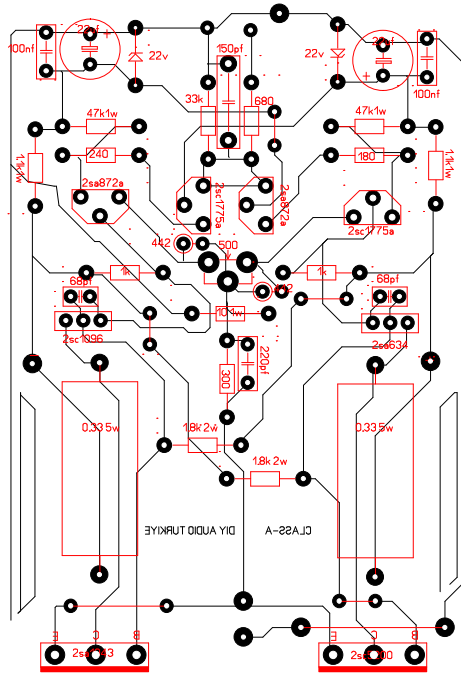 22nf
22nf
150pf
100nf
22v
22v
100nf
33k
680
47k1w
47k1w
240
180
1.1k1w
1.1k1w
2sa872a
2sc1775a
2sa872a
2sc1775a
442
500
1k
1k
442
68pf
68pf
10 1w
2sc1096
2sa634
220pf
300
0.33 5w
0.33 5w
1.8k 2w
1.8k 2w
DIY AUDIO TURKIYE
CLASS-A
E C B
E C B